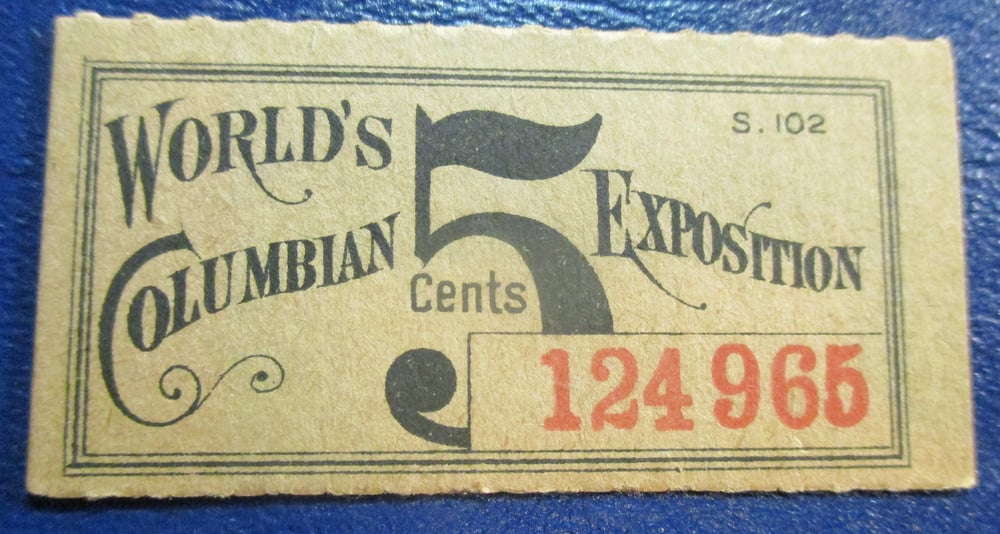 WORLD'S
COLUMBIAN
5
Cents
EXPOSITION
S. 102
124965